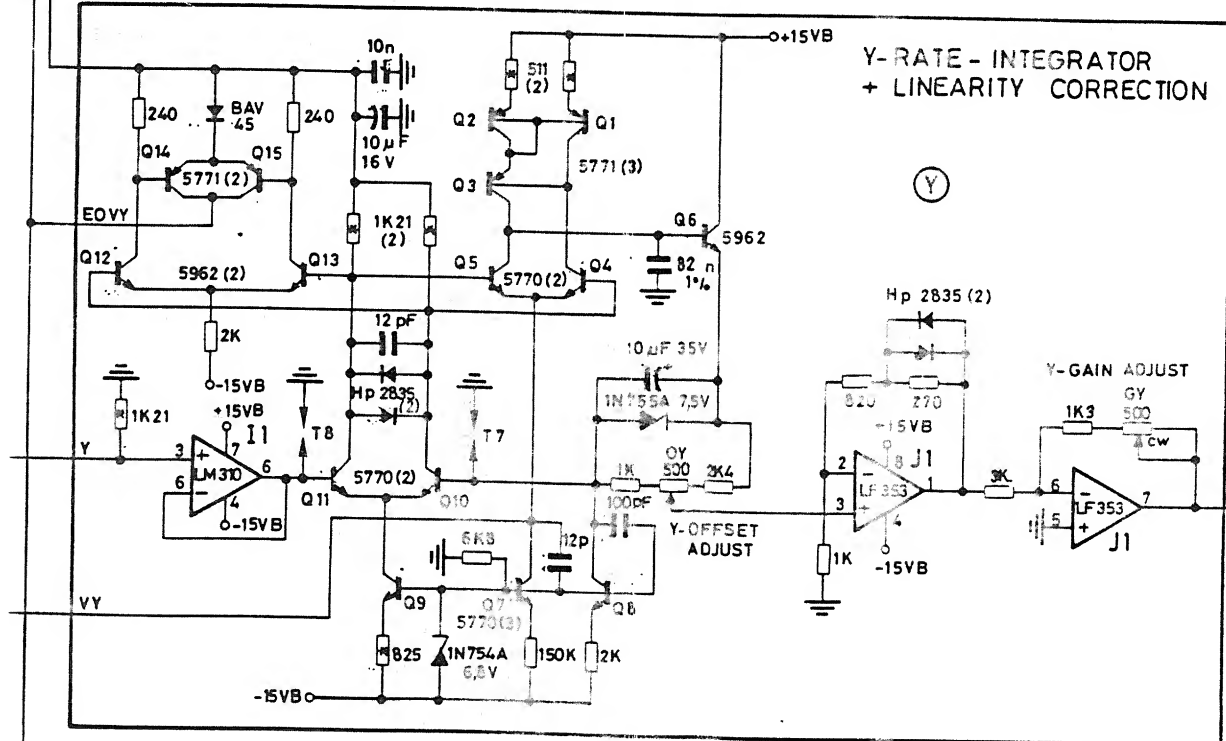 +15VB
Y-RATE-INTEGRATOR
+ LINEARITY CORRECTION
10n
511
(2)
240
BAV
45
240
Q2
Q1
10µF
16 V
Q14
Q15
5771 (2)
5771 (3)
Q3
Y
EOVY
1K21
(2)
Q6
5962
Q12
5962 (2)
Q13
Q5
5770 (2)
Q4
82 n
1%
Hp 2835 (2)
2K
12 pF
10µF 35V
-15VB
Hp 2835
(2)
1N755A 7,5V
820
270
Y-GAIN ADJUST
GY
500
1K3
CW
1K21
+15VB
I1
T8
T7
+15VB
Y
3
+
7
LM310
6
6
-
4
-15VB
Q11
5770 (2)
Q10
1K
OY
500
2K4
100pF
Y-OFFSET
ADJUST
J1
2
-
8
LF353
1
3
+
4
-15VB
3K
6
-
LF353
7
5
+
J1
1K
6K8
12p
VY
Q9
Q7
5770(3)
Q8
825
1N754A
6,8V
150K
2K
-15VB